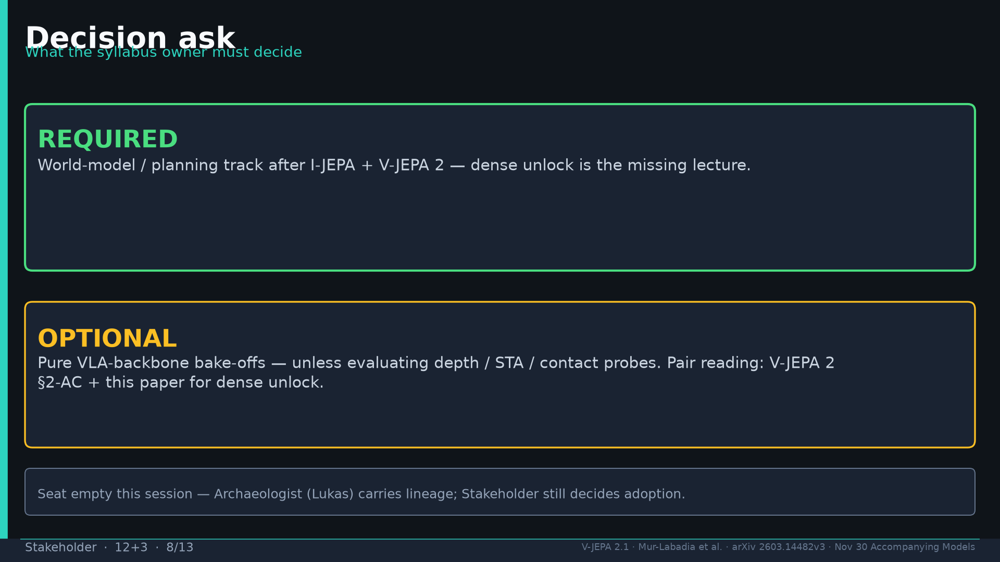 Decision ask
What the syllabus owner must decide
REQUIRED
World-model / planning track after I-JEPA + V-JEPA 2 — dense unlock is the missing lecture.
OPTIONAL
Pure VLA-backbone bake-offs — unless evaluating depth / STA / contact probes. Pair reading: V-JEPA 2
§2-AC + this paper for dense unlock.
Seat empty this session — Archaeologist (Lukas) carries lineage; Stakeholder still decides adoption.
Stakeholder · 12+3 · 8/13
V-JEPA 2.1 · Mur-Labadia et al. · arXiv 2603.14482v3 · Nov 30 Accompanying Models